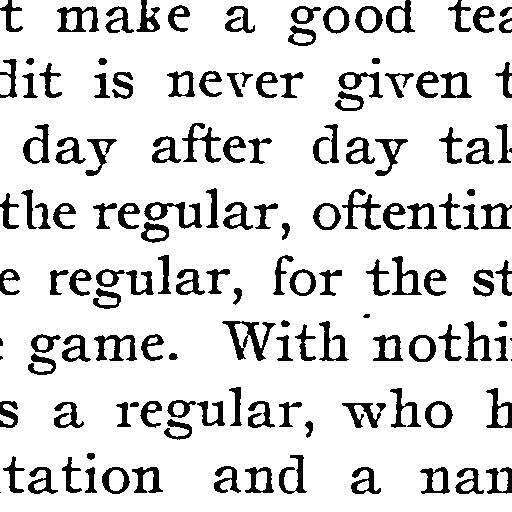 t make a good tea
dit is never given t
day after day tak
the regular, oftentim
e regular, for the st
e game. With nothi
s a regular, who h
tation and a nam